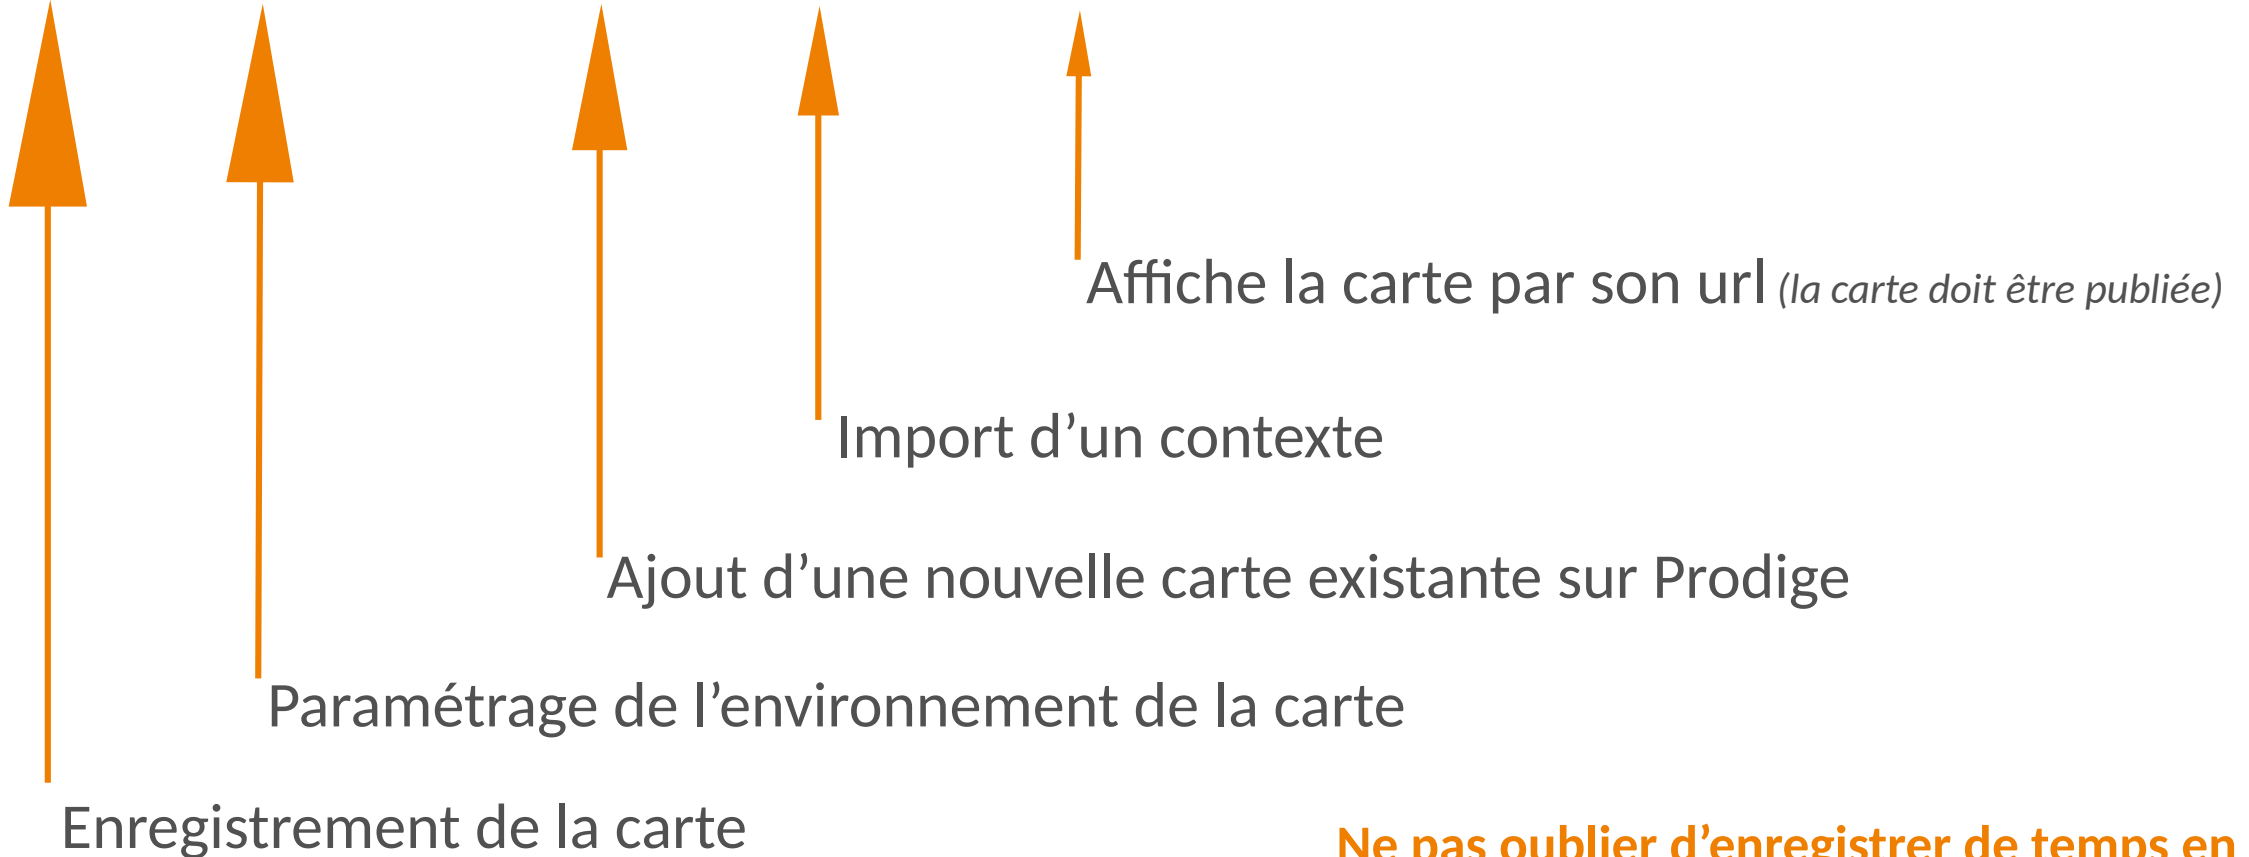 Affiche la carte par son url (la carte doit être publiée)
Import d’un contexte
Ajout d’une nouvelle carte existante sur Prodige
Paramétrage de l’environnement de la carte
Enregistrement de la carte
Ne pas oublier d’enregistrer de temps en